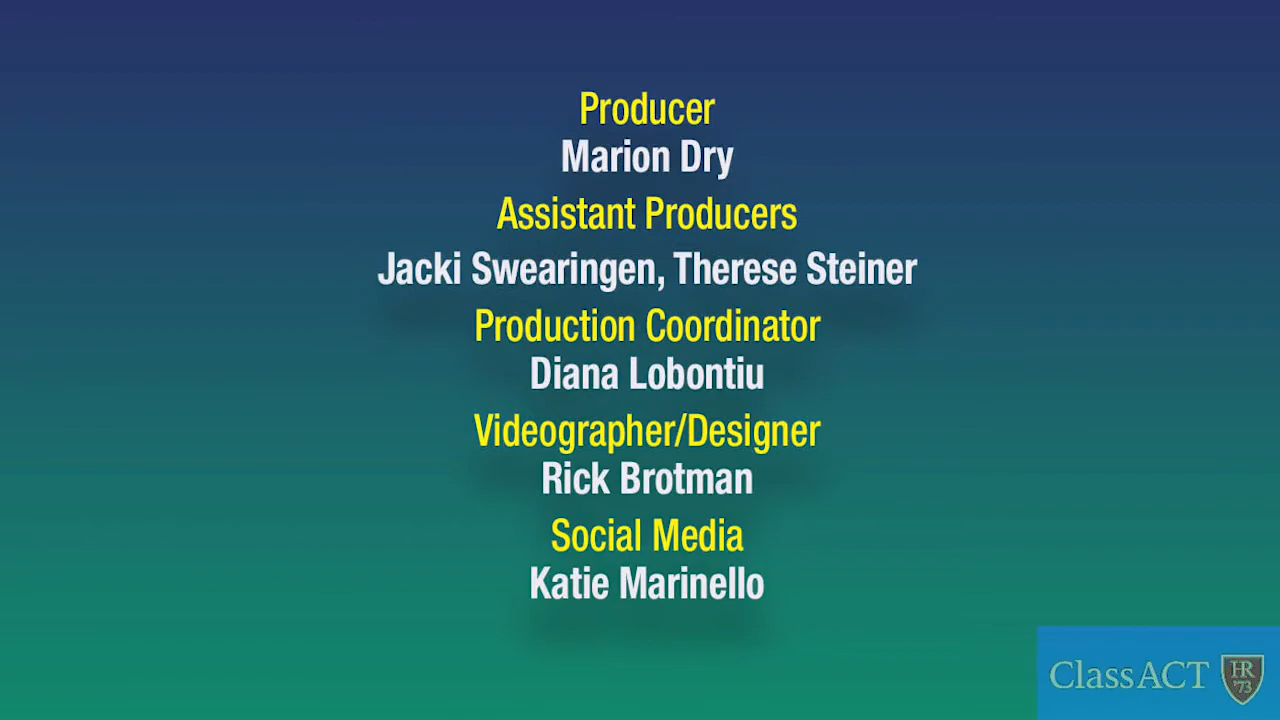 Producer
Marion Dry
Assistant Producers
Jacki Swearingen, Therese Steiner
Production Coordinator
Diana Lobontiu
Videographer/Designer
Rick Brotman
Social Media
Katie Marinello
ClassACT HR '73